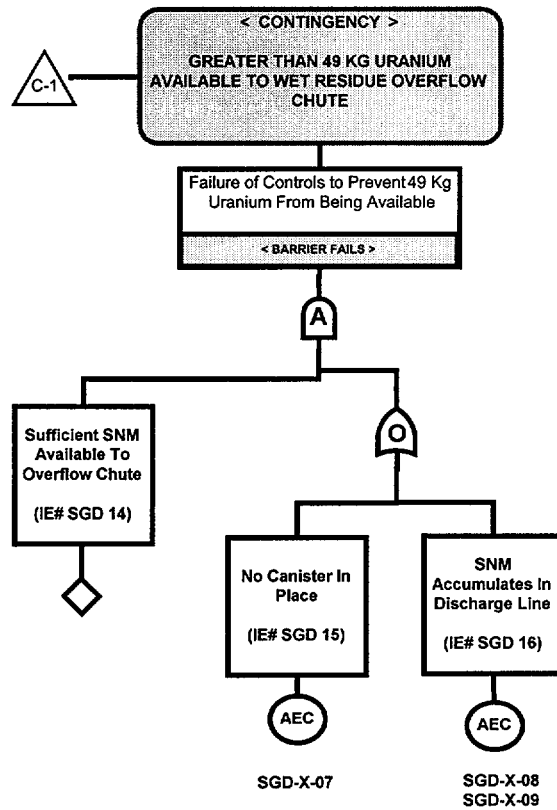 < CONTINGENCY >
C-1
GREATER THAN 49 KG URANIUM
AVAILABLE TO WET RESIDUE OVERFLOW
CHUTE
Failure of Controls to Prevent 49 Kg
Uranium From Being Available
< BARRIER FAILS >
A
O
Sufficient SNM
Available To
Overflow Chute
(IE# SGD 14)
No Canister In
Place
(IE# SGD 15)
SNM
Accumulates In
Discharge Line
(IE# SGD 16)
AEC
AEC
SGD-X-07
SGD-X-08
SGD-X-09